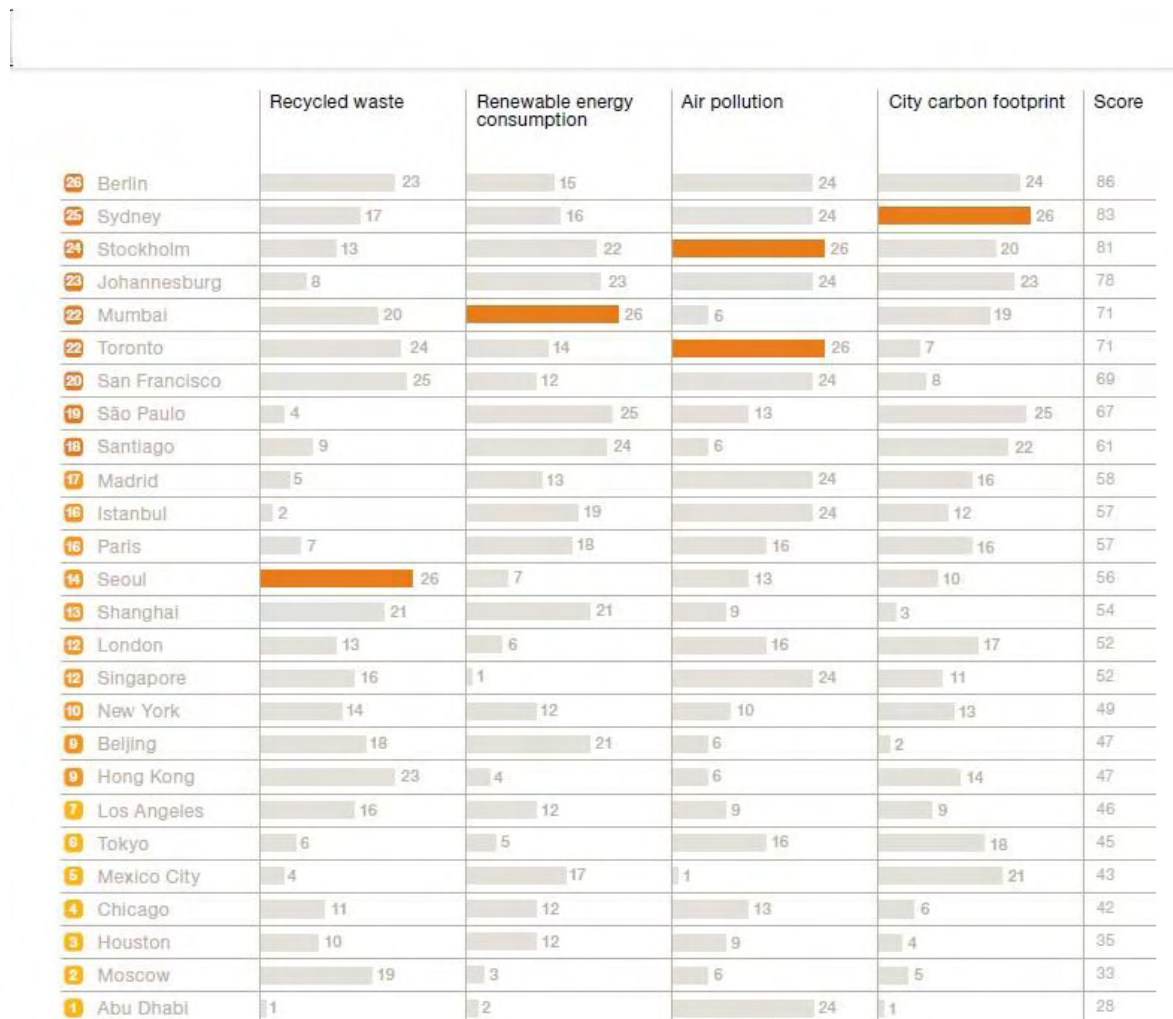 Recycled waste Renewable energy consumption Air pollution City carbon footprint Score
26 Berlin 23 15 24 24 86
25 Sydney 17 16 24 26 83
24 Stockholm 13 22 26 20 81
23 Johannesburg 8 23 24 23 78
22 Mumbai 20 26 6 19 71
22 Toronto 24 14 26 7 71
20 San Francisco 25 12 24 8 69
19 São Paulo 4 25 13 25 67
18 Santiago 9 24 6 22 61
17 Madrid 5 13 24 16 58
16 Istanbul 2 19 24 12 57
16 Paris 7 18 16 16 57
14 Seoul 26 7 13 10 56
13 Shanghai 21 21 9 3 54
12 London 13 6 16 17 52
12 Singapore 16 1 24 11 52
10 New York 14 12 10 13 49
9 Beijing 18 21 6 2 47
9 Hong Kong 23 4 6 14 47
7 Los Angeles 16 12 9 9 46
6 Tokyo 6 5 16 18 45
5 Mexico City 4 17 1 21 43
4 Chicago 11 12 13 6 42
3 Houston 10 12 9 4 35
2 Moscow 19 3 6 5 33
1 Abu Dhabi 1 2 24 1 28